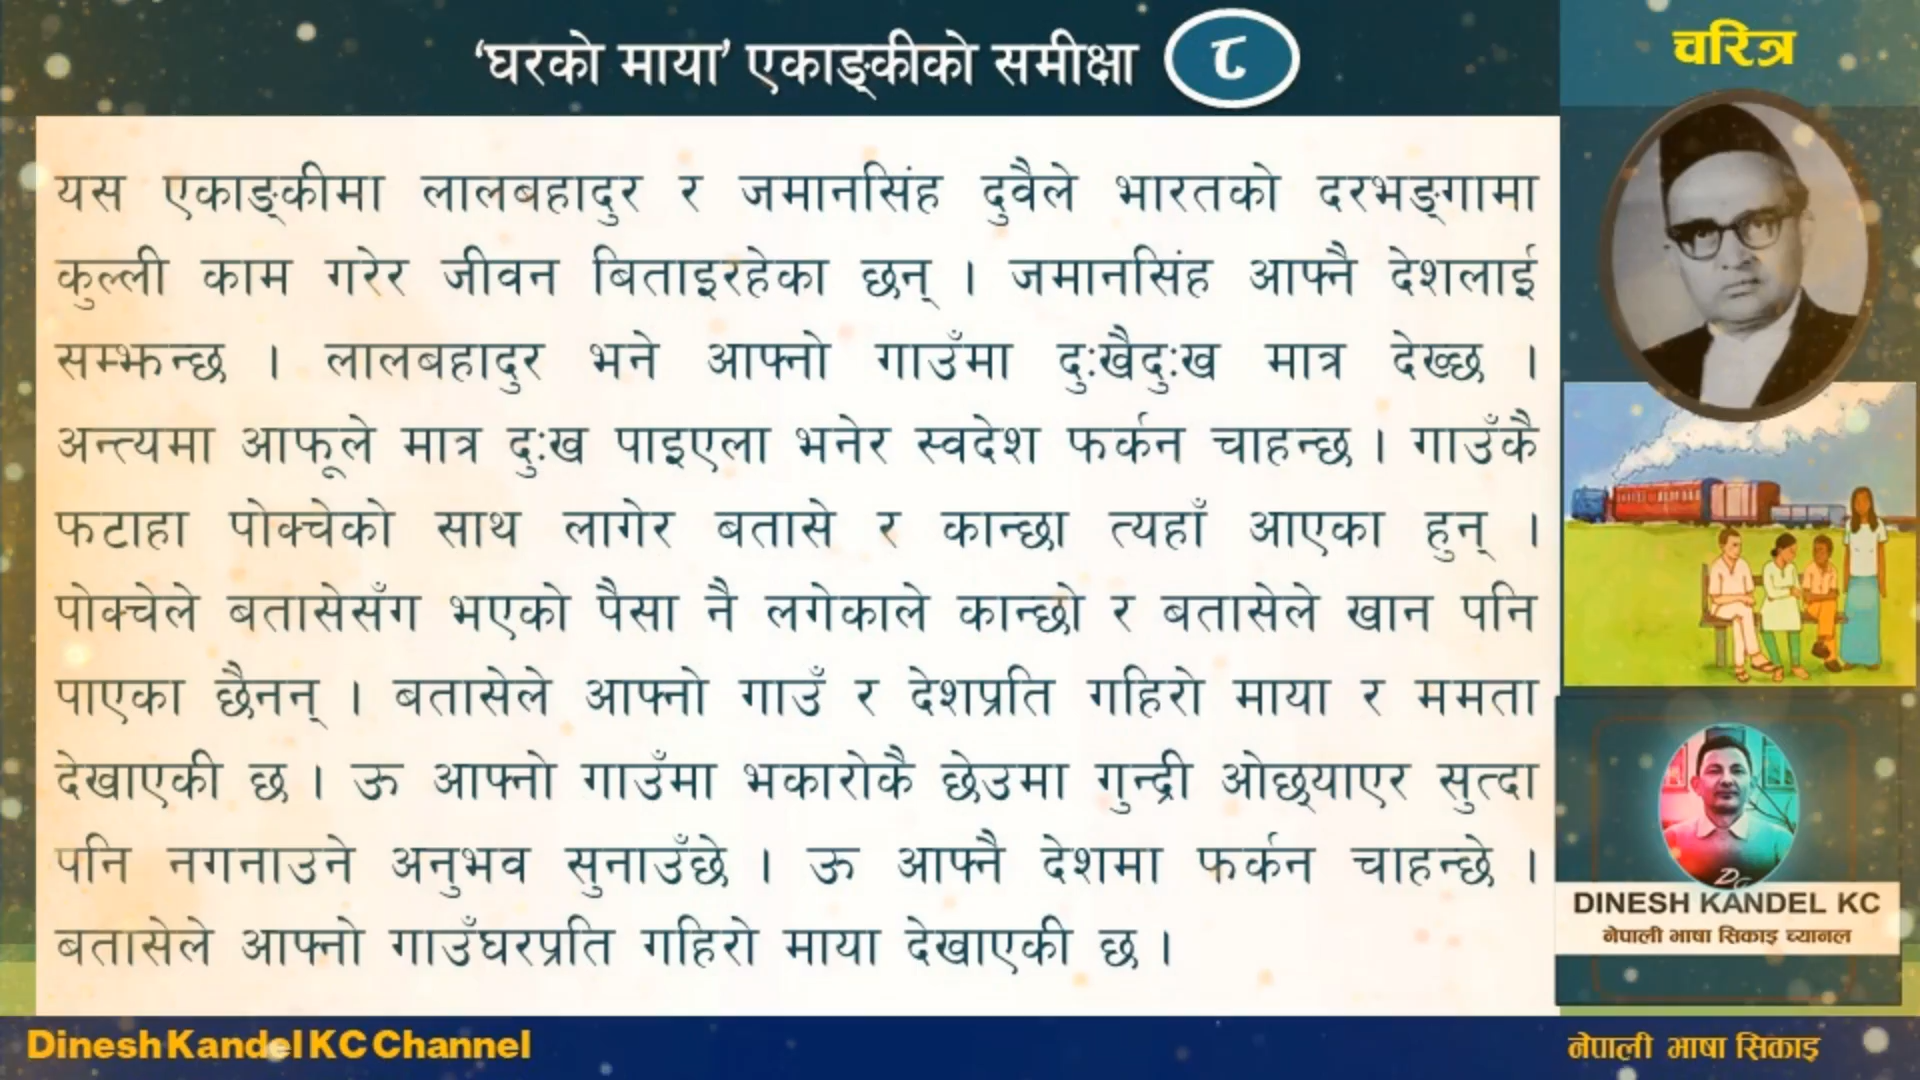 ‘घरको माया’ एकाङ्कीको समीक्षा ८
चरित्र
यस एकाङ्कीमा लालबहादुर र जमानसिंह दुवैले भारतको दरभङ्गामा
कुल्ली काम गरेर जीवन बिताइरहेका छन् । जमानसिंह आफ्नै देशलाई
सम्झन्छ । लालबहादुर भने आफ्नो गाउँमा दुःखैदुःख मात्र देख्छ ।
अन्त्यमा आफूले मात्र दुःख पाइएला भनेर स्वदेश फर्कन चाहन्छ । गाउँकै
फटाहा पोक्चेको साथ लागेर बतासे र कान्छा त्यहाँ आएका हुन् ।
पोक्चेले बतासेसँग भएको पैसा नै लगेकाले कान्छो र बतासेले खान पनि
पाएका छैनन् । बतासेले आफ्नो गाउँ र देशप्रति गहिरो माया र ममता
देखाएकी छ । ऊ आफ्नो गाउँमा भकारोकै छेउमा गुन्द्री ओछ्याएर सुत्दा
पनि नगनाउने अनुभव सुनाउँछे । ऊ आफ्नै देशमा फर्कन चाहन्छे ।
बतासेले आफ्नो गाउँघरप्रति गहिरो माया देखाएकी छ ।
DINESH KANDEL KC
नेपाली भाषा सिकाइ च्यानल
Dinesh Kandel KC Channel
नेपाली भाषा सिकाइ